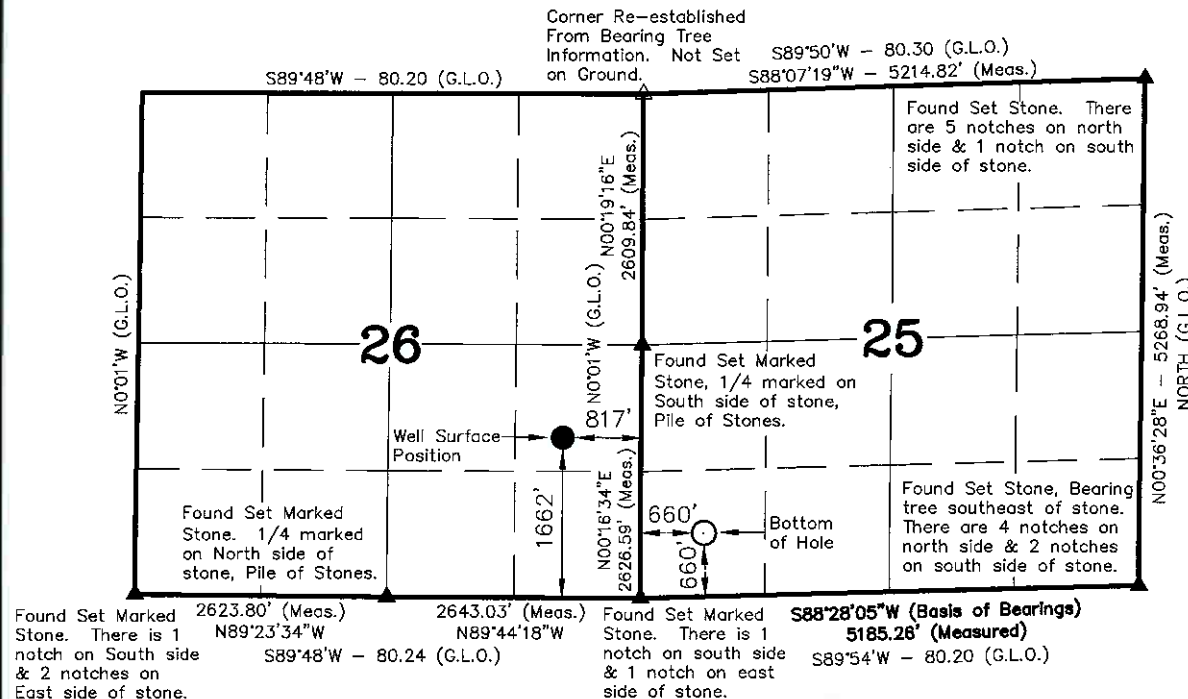 Corner Re-established
From Bearing Tree
Information. Not Set
on Ground.
S89°48'W - 80.20 (G.L.O.)
S89°50'W - 80.30 (G.L.O.)
S88°07'19"W - 5214.82' (Meas.)
Found Set Stone. There
are 5 notches on north
side & 1 notch on south
side of stone.
N00°19'16"E
2609.84' (Meas.)
N0°01'W (G.L.O.)
N0°01'W (G.L.O.)
26
25
N00°36'28"E - 5268.94' (Meas.)
NORTH (G.L.O.)
Found Set Marked
Stone, 1/4 marked on
South side of stone,
Pile of Stones.
817'
Well Surface
Position
1662'
N00°16'34"E
2626.59' (Meas.)
660'
660'
Bottom
of Hole
Found Set Marked
Stone. 1/4 marked
on North side of
stone, Pile of Stones.
Found Set Stone, Bearing
tree southeast of stone.
There are 4 notches on
north side & 2 notches
on south side of stone.
Found Set Marked
Stone. There is 1
notch on South side
& 2 notches on
East side of stone.
2623.80' (Meas.)
N89°23'34"W
2643.03' (Meas.)
N89°44'18"W
S89°48'W - 80.24 (G.L.O.)
Found Set Marked
Stone. There is 1
notch on south side
& 1 notch on east
side of stone.
S88°28'05"W (Basis of Bearings)
5185.26' (Measured)
S89°54'W - 80.20 (G.L.O.)